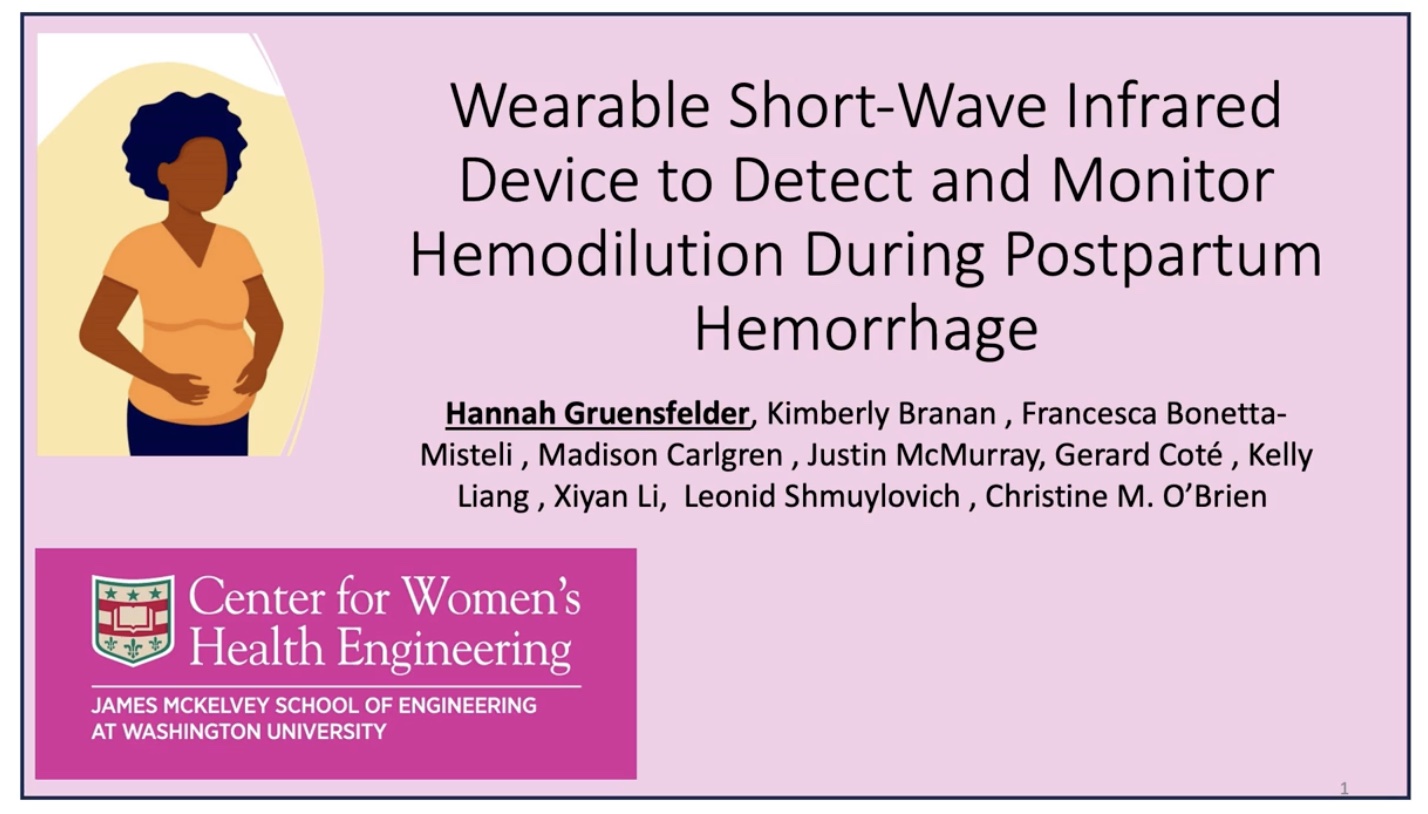 Wearable Short-Wave Infrared
Device to Detect and Monitor
Hemodilution During Postpartum
Hemorrhage
Hannah Gruensfelder, Kimberly Branan , Francesca Bonetta-
Misteli , Madison Carlgren , Justin McMurray, Gerard Coté , Kelly
Liang , Xiyan Li,  Leonid Shmuylovich , Christine M. O’Brien
Center for Women’s
Health Engineering
JAMES MCKELVEY SCHOOL OF ENGINEERING
AT WASHINGTON UNIVERSITY
1